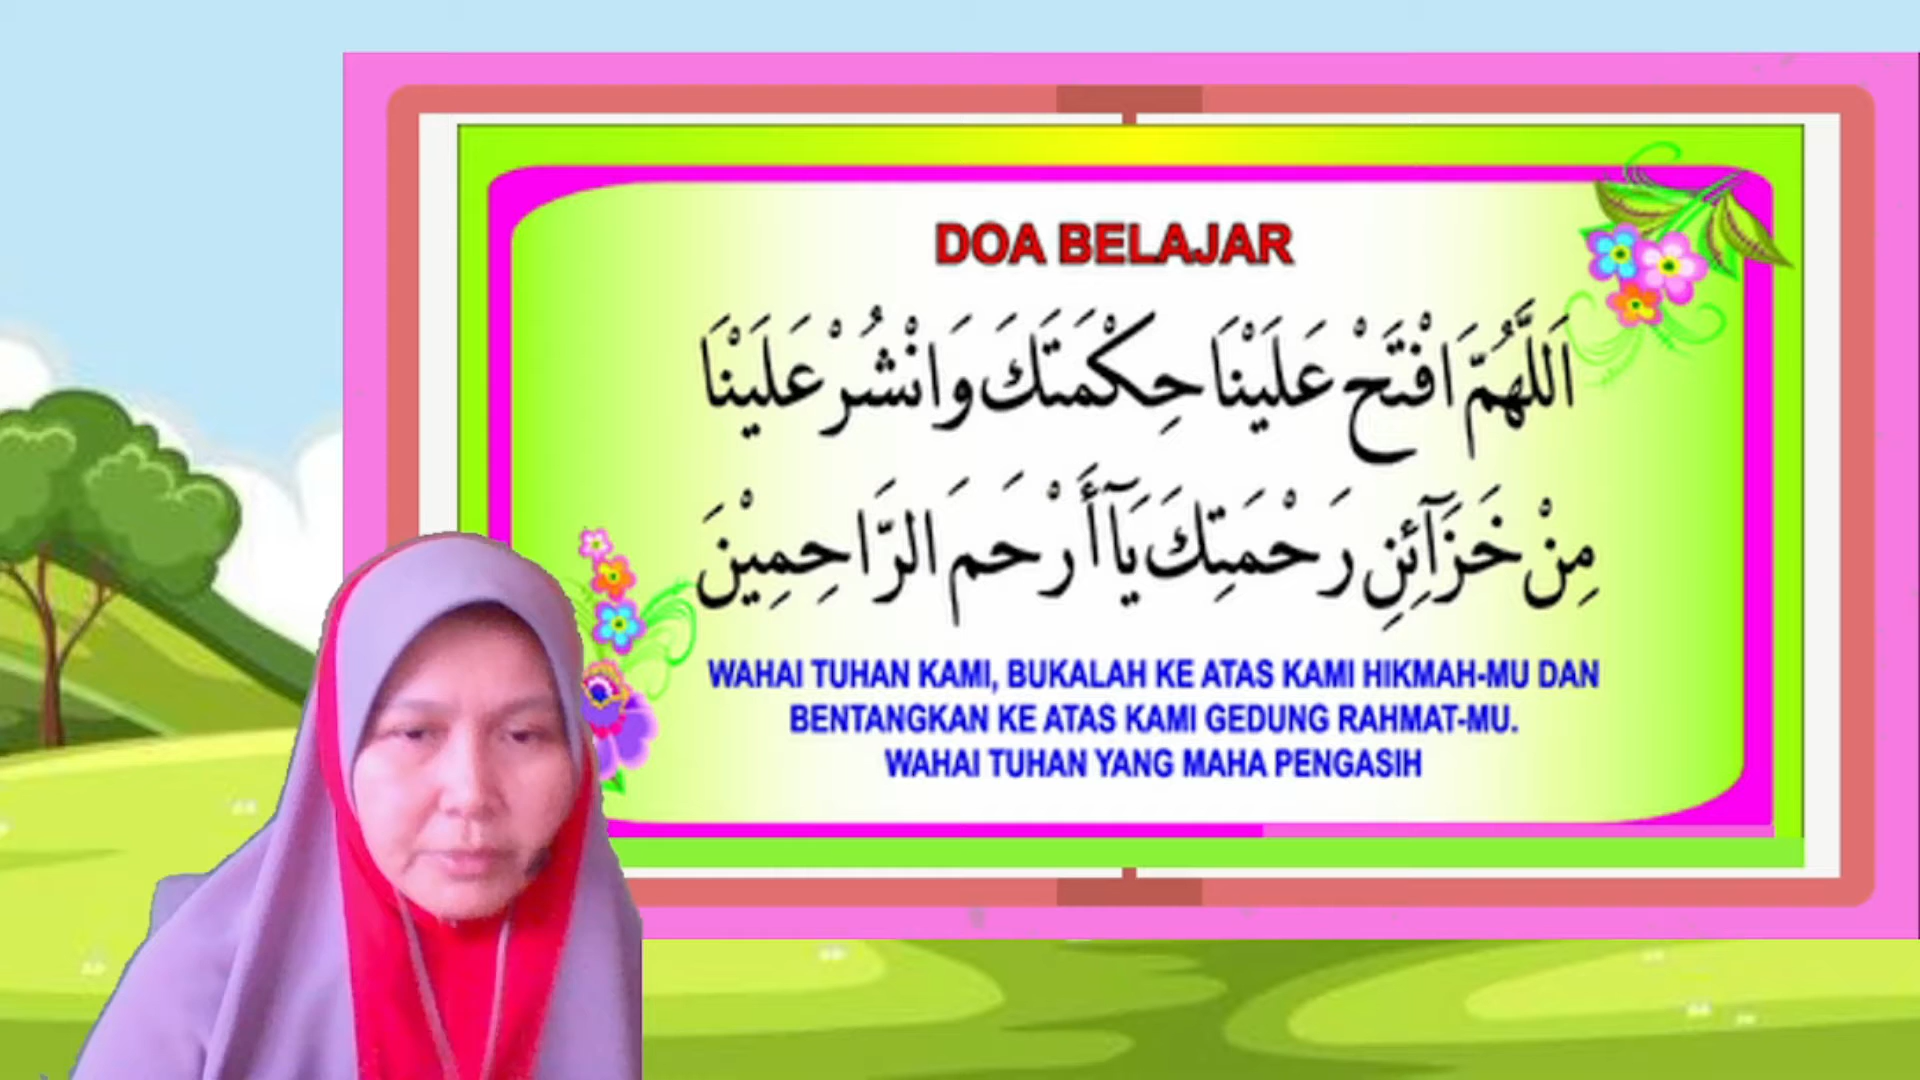 DOA BELAJAR
اَللَّهُمَّ افْتَحْ عَلَيْنَا حِكْمَتَكَ وَانْشُرْ عَلَيْنَا
مِنْ خَزَآئِنِ رَحْمَتِكَ يَآ أَرْحَمَ الرَّاحِمِيْنَ
WAHAI TUHAN KAMI, BUKALAH KE ATAS KAMI HIKMAH-MU DAN
BENTANGKAN KE ATAS KAMI GEDUNG RAHMAT-MU.
WAHAI TUHAN YANG MAHA PENGASIH